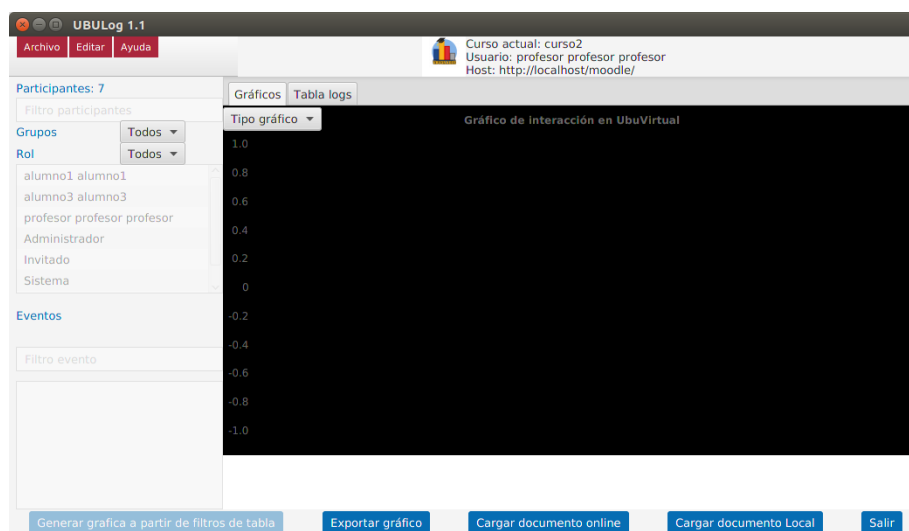 UBULog 1.1
Archivo Editar Ayuda
Curso actual: curso2
Usuario: profesor profesor profesor
Host: http://localhost/moodle/
Participantes: 7
Filtro participantes
Grupos Todos
Rol Todos
alumno1 alumno1
alumno3 alumno3
profesor profesor profesor
Administrador
Invitado
Sistema
Eventos
Filtro evento
Gráficos Tabla logs
Tipo gráfico
Gráfico de interacción en UbuVirtual
1.0
0.8
0.6
0.4
0.2
0
-0.2
-0.4
-0.6
-0.8
-1.0
Generar grafica a partir de filtros de tabla Exportar gráfico Cargar documento online Cargar documento Local Salir